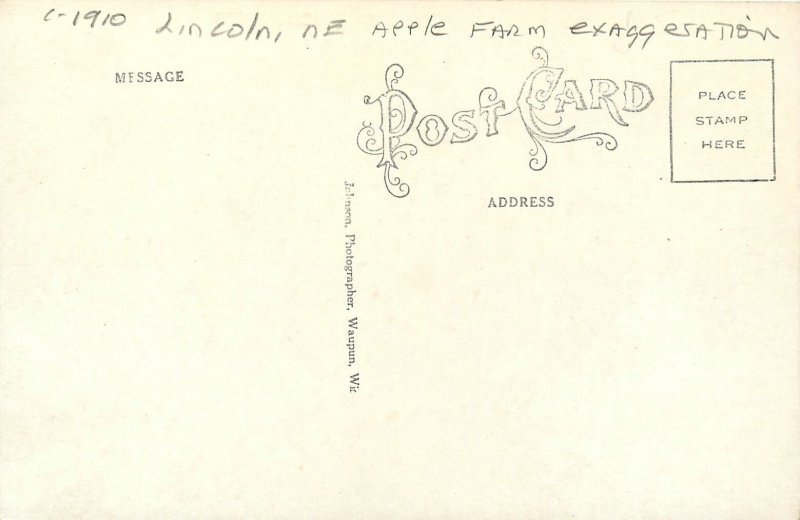 C-1910 Lincoln, NE Apple Farm exaggeration
MESSAGE
POST CARD
PLACE
STAMP
HERE
ADDRESS
Johnson, Photographer, Waupun, Wis